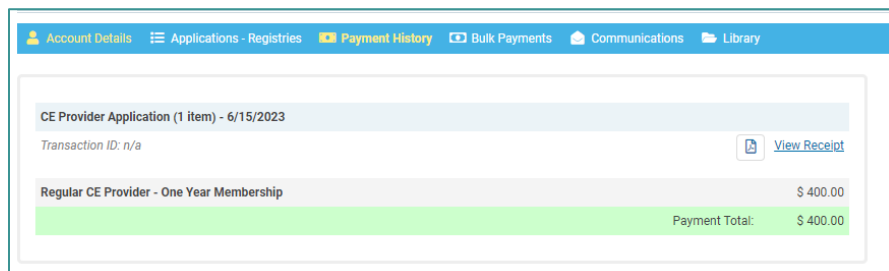 Account Details Applications - Registries Payment History Bulk Payments Communications Library
CE Provider Application (1 item) - 6/15/2023
Transaction ID: n/a View Receipt
Regular CE Provider - One Year Membership $ 400.00
Payment Total: $ 400.00